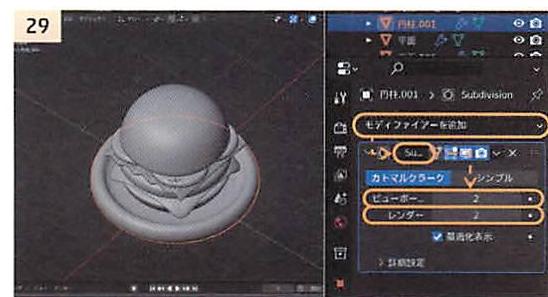 29
円柱.001
平面
円柱.001 > Subdivision
モディファイアーを追加
Su...
カトマルクラーク
シンプル
ビューポー... 2
レンダー 2
最適化表示
> 詳細設定